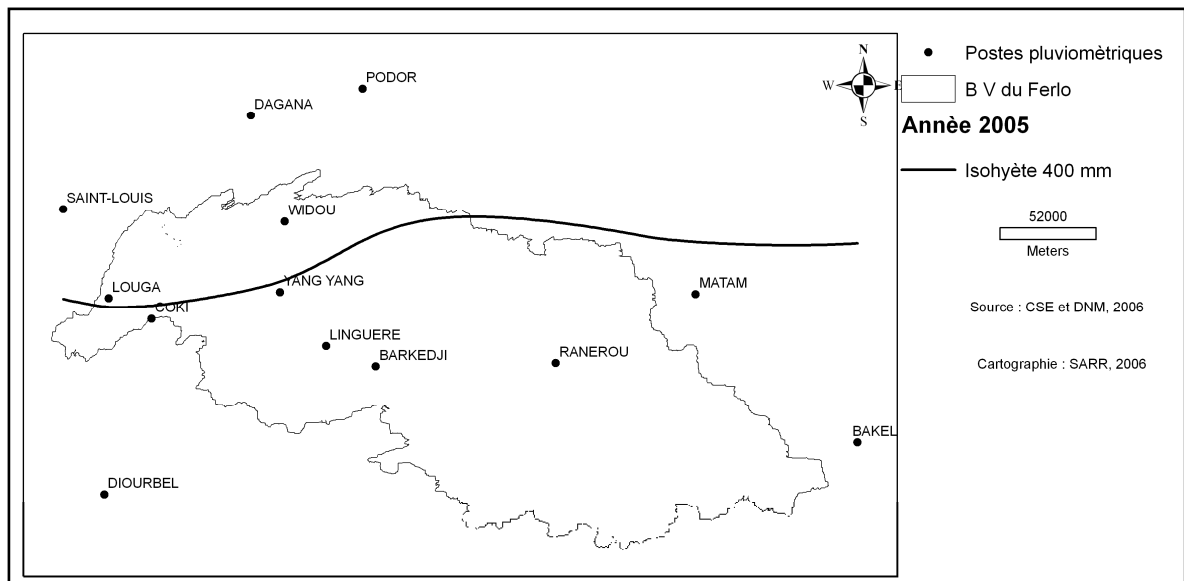 PODOR
DAGANA
SAINT-LOUIS
WIDOU
LOUGA
YANG YANG
COKI
MATAM
LINGUERE
BARKEDJI
RANEROU
BAKEL
DIOURBEL
N
W E
S
Postes pluviomètriques
B V du Ferlo
Annèe 2005
Isohyète 400 mm
52000
Meters
Source : CSE et DNM, 2006
Cartographie : SARR, 2006